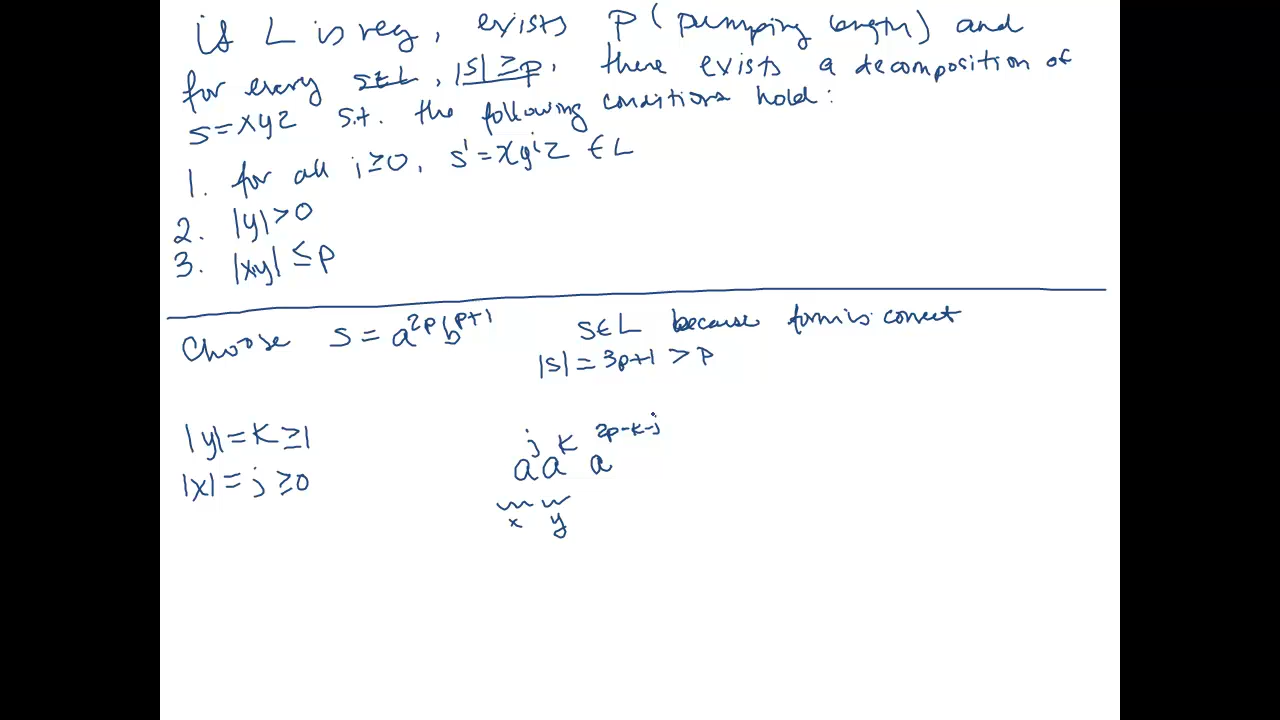 if L is reg, exists P (pumping length) and
for every s∈L, |s| ≥ p, there exists a decomposition of
s = xyz s.t. the following conditions hold:
1. for all i ≥ 0, s' = xyⁱz ∈ L
2. |y| > 0
3. |xy| ≤ p
Choose s = a^{2p} b^{p+1} s∈L because form is correct
|s| = 3p+1 > p
|y| = k ≥ 1
|x| = j ≥ 0
a^j a^k a^{2p-k-j}
x y